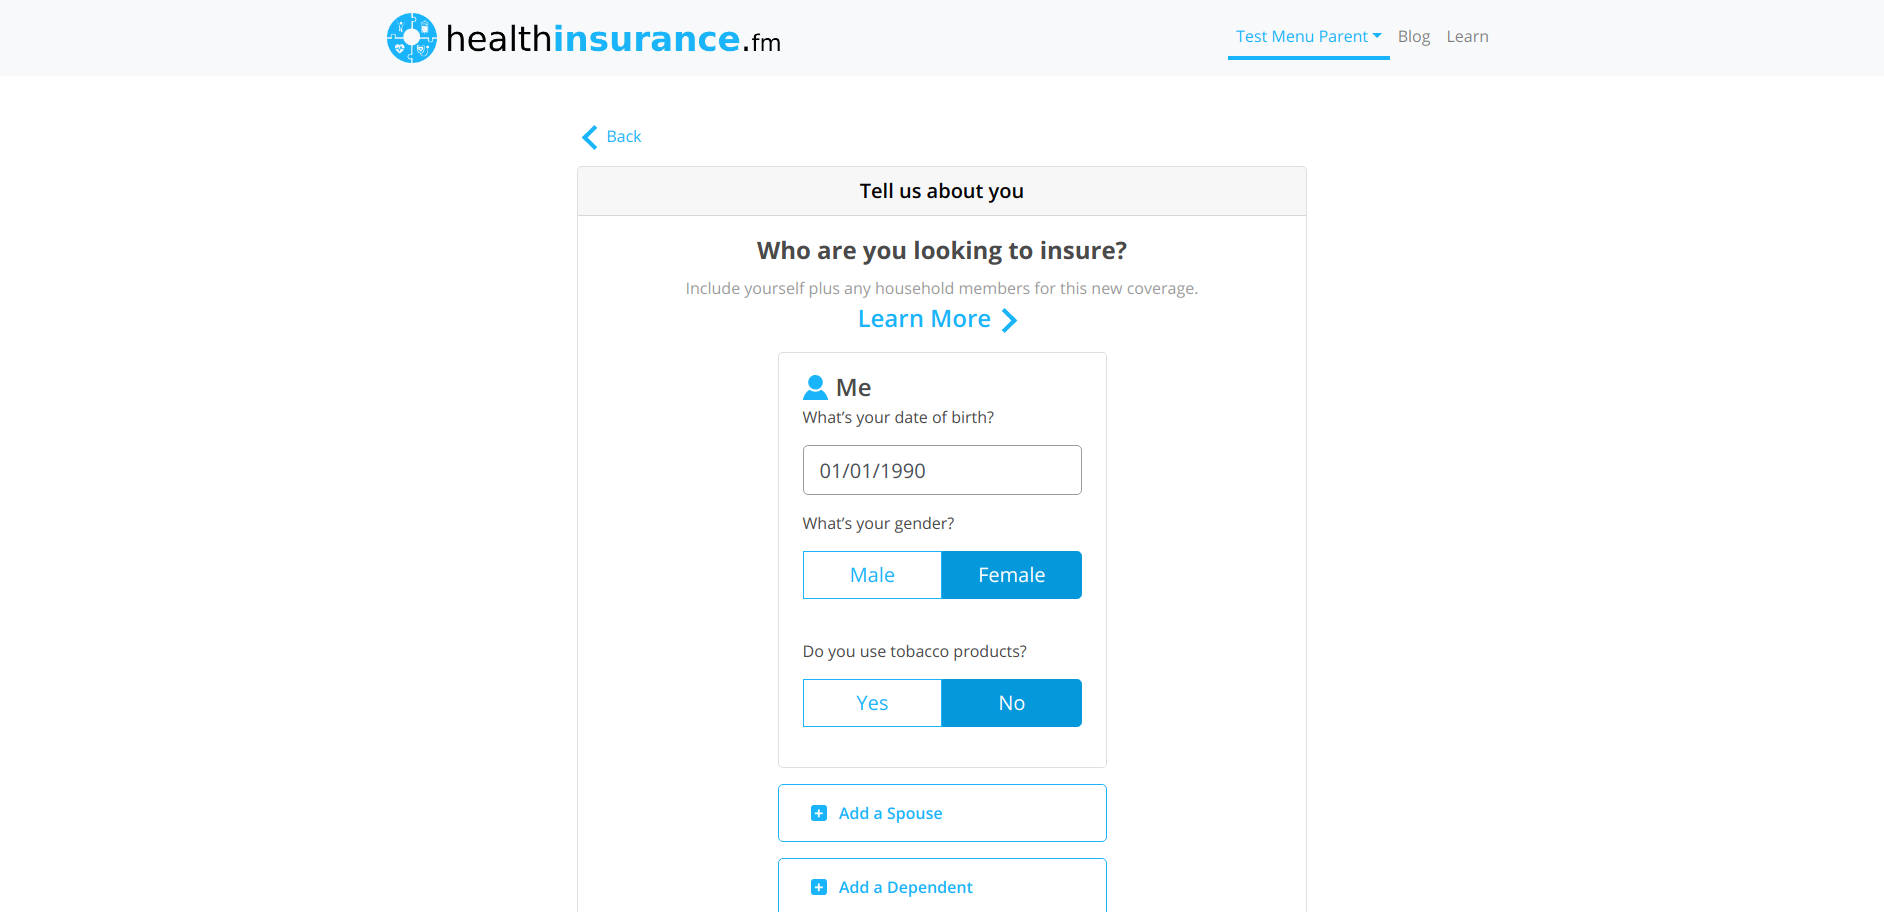 healthinsurance.fm
Test Menu Parent Blog Learn
Back
Tell us about you
Who are you looking to insure?
Include yourself plus any household members for this new coverage.
Learn More
Me
What’s your date of birth?
01/01/1990
What’s your gender?
Male Female
Do you use tobacco products?
Yes No
Add a Spouse
Add a Dependent